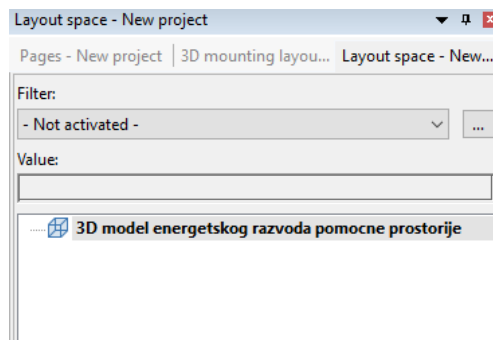 Layout space - New project
Pages - New project
3D mounting layou...
Layout space - New...
Filter:
- Not activated -
...
Value:
3D model energetskog razvoda pomocne prostorije